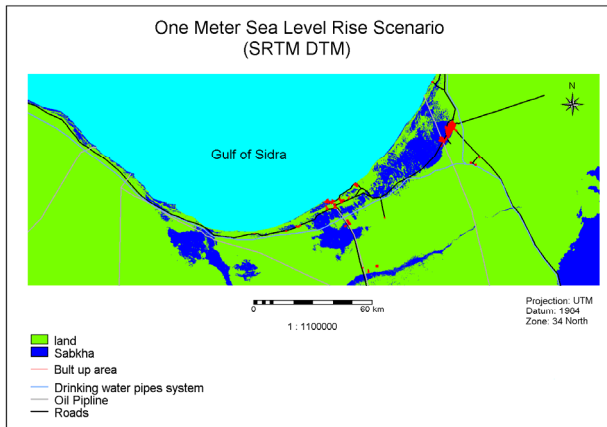 One Meter Sea Level Rise Scenario
(SRTM DTM)
N
Gulf of Sidra
0 60 km
1 : 1100000
Projection: UTM
Datum: 1904
Zone: 34 North
land
Sabkha
Bult up area
Drinking water pipes system
Oil Pipline
Roads